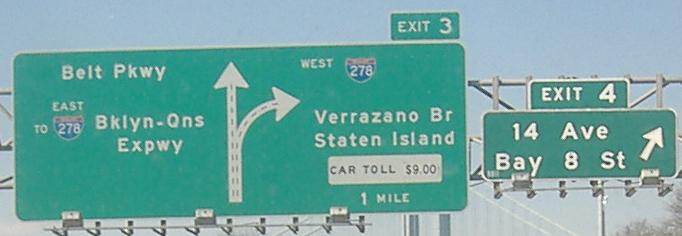 EXIT 3
Belt Pkwy
EAST
TO 278 Bklyn-Qns
Expwy
WEST 278
Verrazano Br
Staten Island
CAR TOLL $9.00
1 MILE
EXIT 4
14 Ave
Bay 8 St